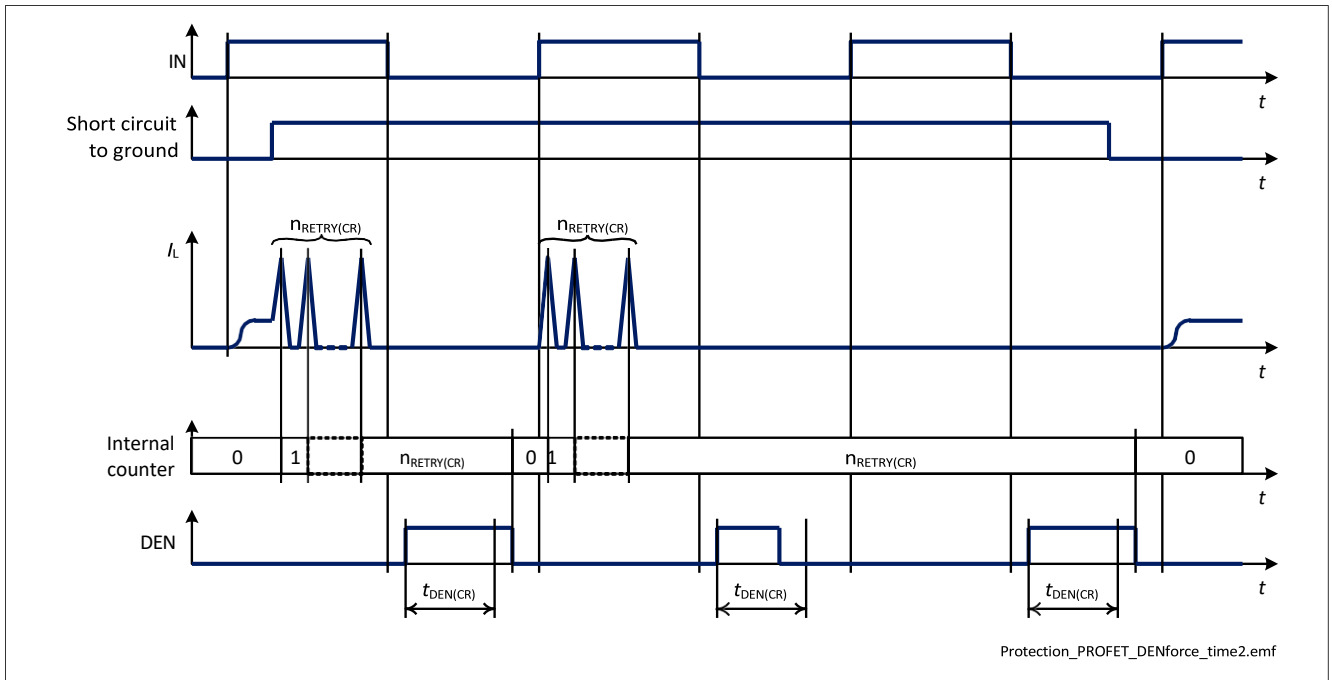 IN
t
Short circuit
to ground
t
nRETRY(CR)
nRETRY(CR)
IL
t
Internal
counter
0
1
nRETRY(CR)
0
1
nRETRY(CR)
0
t
DEN
t
tDEN(CR)
tDEN(CR)
tDEN(CR)
Protection_PROFET_DENforce_time2.emf